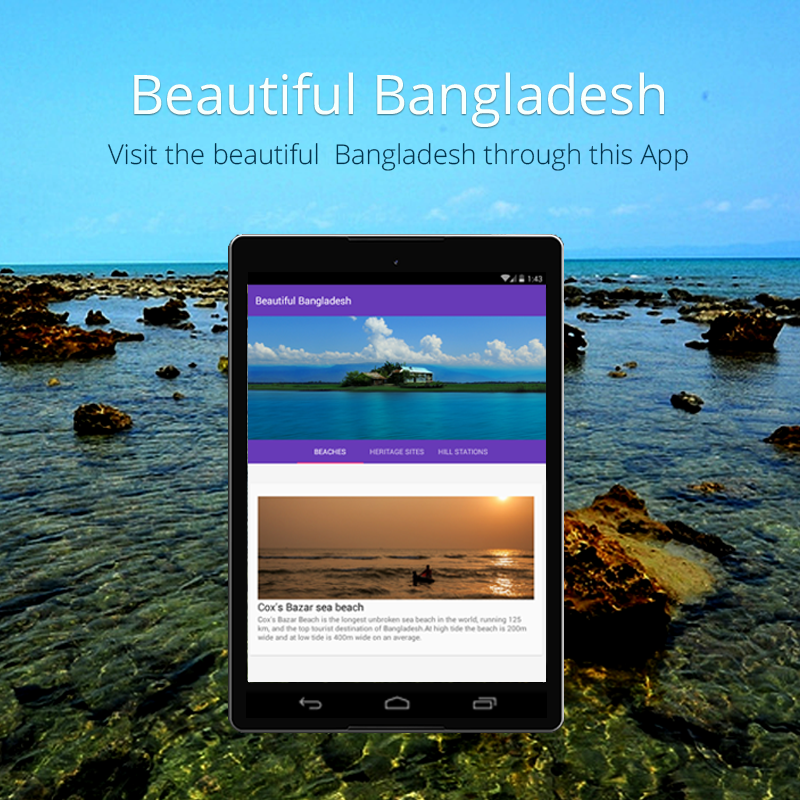 Beautiful Bangladesh
Visit the beautiful  Bangladesh through this App
1:43
Beautiful Bangladesh
BEACHES HERITAGE SITES HILL STATIONS
Cox's Bazar sea beach
Cox's Bazar Beach is the longest unbroken sea beach in the world, running 125
km, and the top tourist destination of Bangladesh.At high tide the beach is 200m
wide and at low tide is 400m wide on an average.